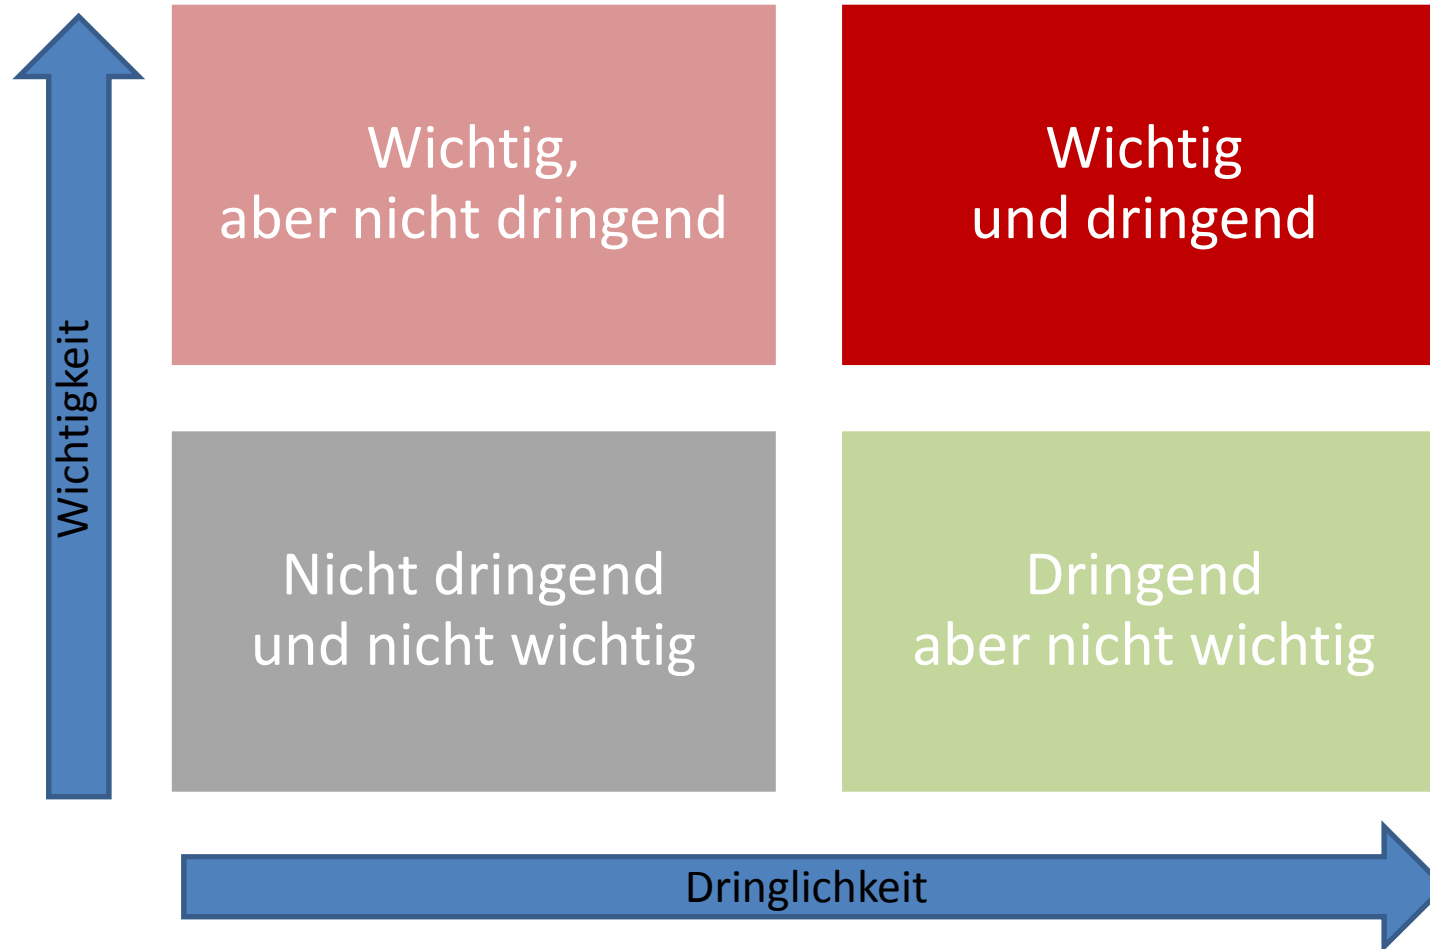 Wichtig,
aber nicht dringend
Wichtig
und dringend
Wichtigkeit
Nicht dringend
und nicht wichtig
Dringend
aber nicht wichtig
Dringlichkeit